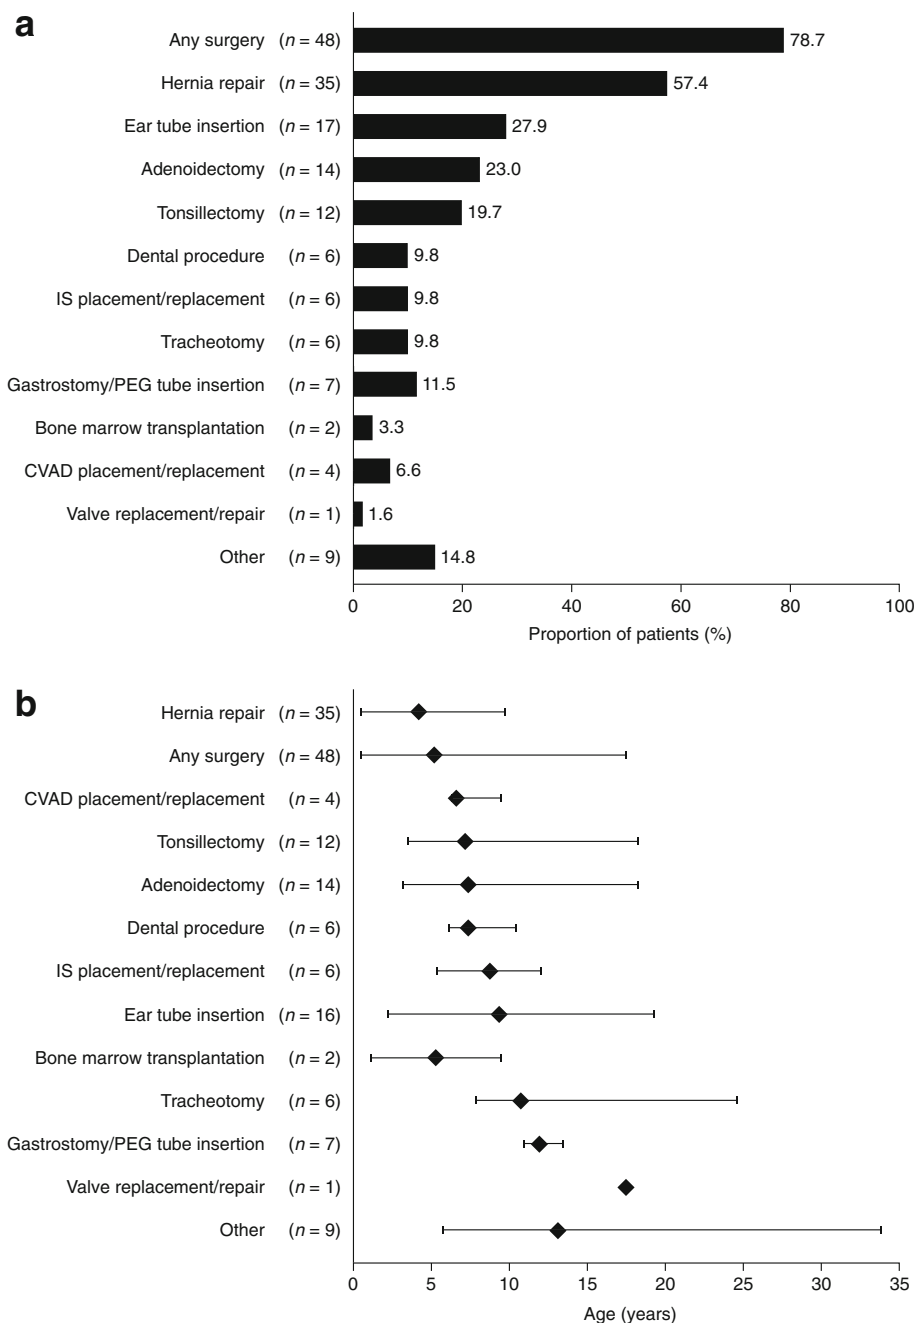 a
Any surgery (n = 48) 78.7
Hernia repair (n = 35) 57.4
Ear tube insertion (n = 17) 27.9
Adenoidectomy (n = 14) 23.0
Tonsillectomy (n = 12) 19.7
Dental procedure (n = 6) 9.8
IS placement/replacement (n = 6) 9.8
Tracheotomy (n = 6) 9.8
Gastrostomy/PEG tube insertion (n = 7) 11.5
Bone marrow transplantation (n = 2) 3.3
CVAD placement/replacement (n = 4) 6.6
Valve replacement/repair (n = 1) 1.6
Other (n = 9) 14.8
0 20 40 60 80 100
Proportion of patients (%)
b
Hernia repair (n = 35)
Any surgery (n = 48)
CVAD placement/replacement (n = 4)
Tonsillectomy (n = 12)
Adenoidectomy (n = 14)
Dental procedure (n = 6)
IS placement/replacement (n = 6)
Ear tube insertion (n = 16)
Bone marrow transplantation (n = 2)
Tracheotomy (n = 6)
Gastrostomy/PEG tube insertion (n = 7)
Valve replacement/repair (n = 1)
Other (n = 9)
0 5 10 15 20 25 30 35
Age (years)